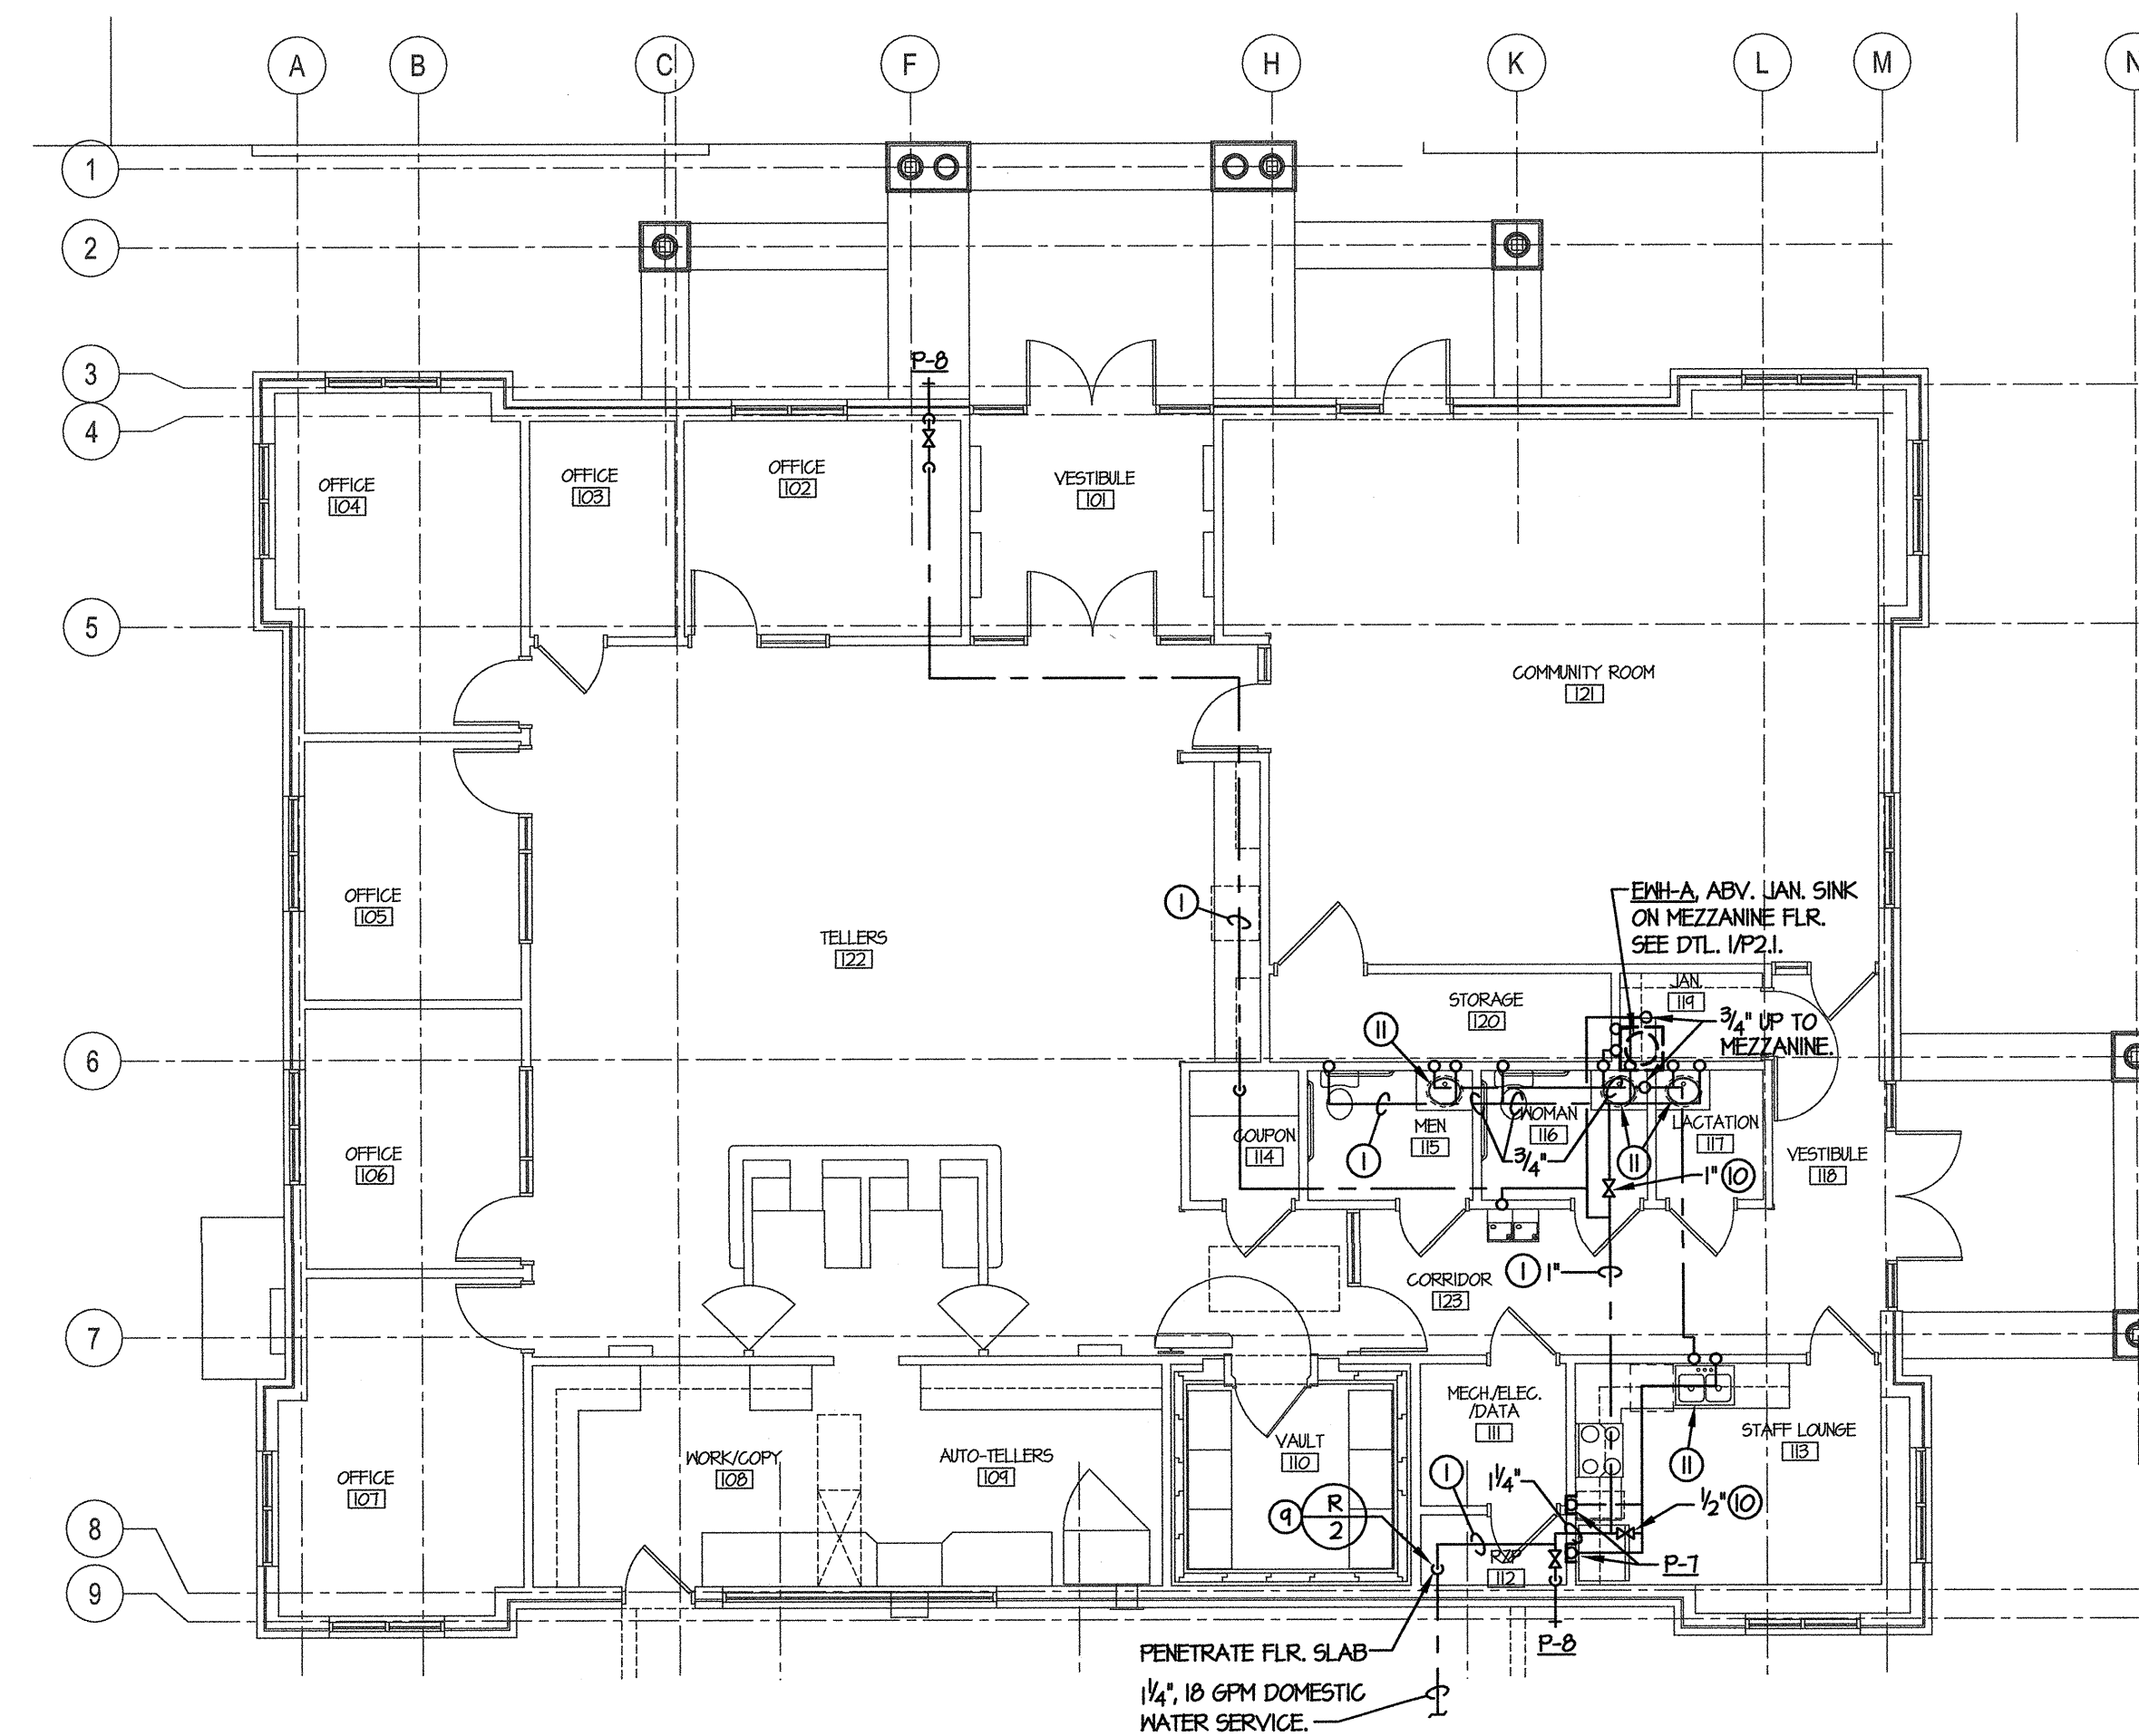 A B C F H K L M N
1
2
3
4
5
6
7
8
9
P-8
OFFICE
104
OFFICE
103
OFFICE
102
VESTIBULE
101
COMMUNITY ROOM
121
OFFICE
105
TELLERS
122
1
EWH-A, ABV. JAN. SINK
ON MEZZANINE FLR.
SEE DTL. 1/P2.1.
STORAGE
120
JAN.
119
3/4" UP TO
MEZZANINE.
11
COUPON
114
MEN
115
WOMAN
116
LACTATION
117
VESTIBULE
118
1
3/4"
11
1" 10
OFFICE
106
CORRIDOR
123
1 1"
OFFICE
107
WORK/COPY
108
AUTO-TELLERS
109
VAULT
110
MECH./ELEC.
/DATA
111
STAFF LOUNGE
113
11
1
1 1/4"
1/2" 10
9
R
2
112
P-7
P-8
PENETRATE FLR. SLAB
1 1/4", 18 GPM DOMESTIC
WATER SERVICE.